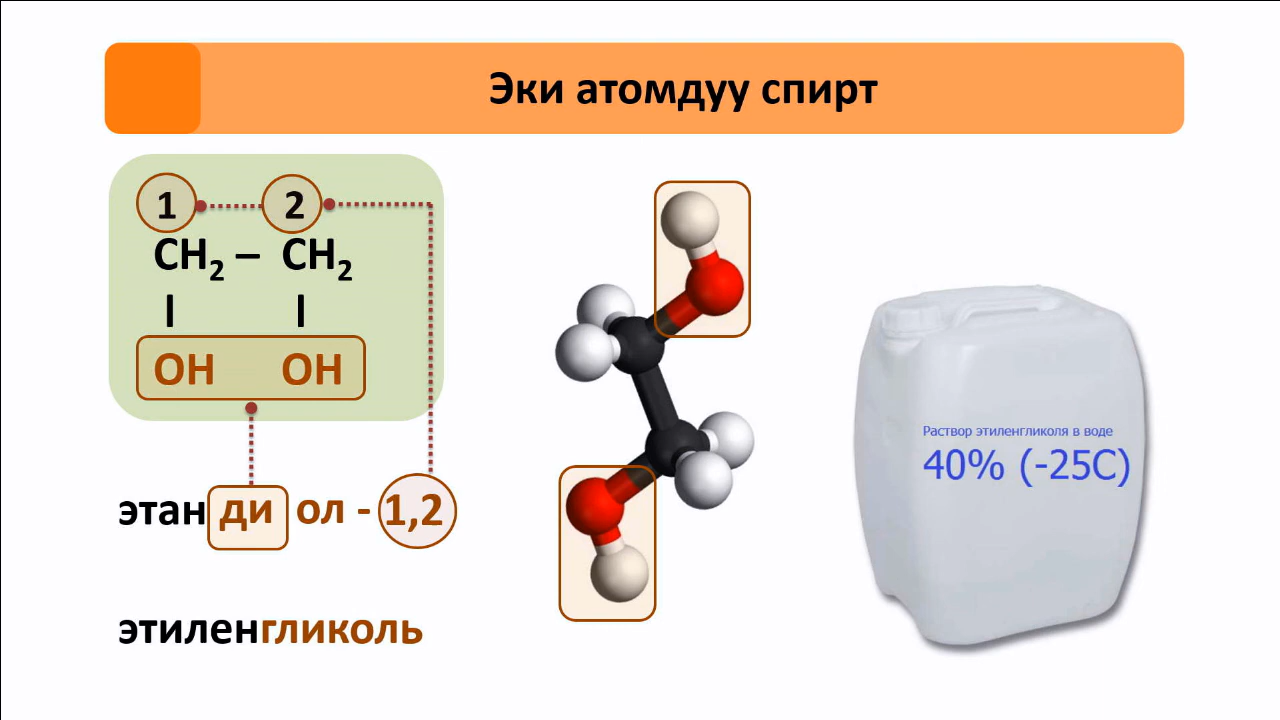 Эки атомдуу спирт
1 2
CH₂ – CH₂
I I
OH OH
этан ди ол - 1,2
этиленгликоль
Раствор этиленгликоля в воде
40% (-25C)